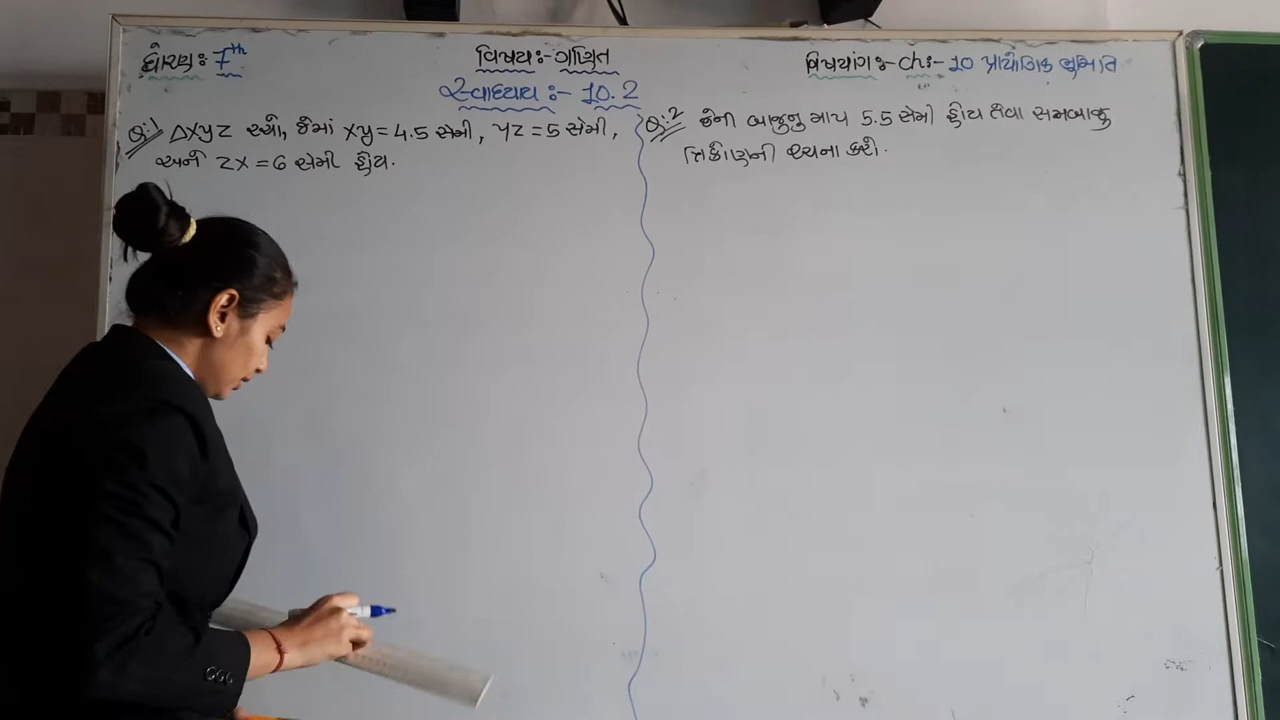 ધોરણ:- 7th
વિષય:- ગણિત
વિષયાંગ:- Ch:- 10 પ્રાયોગિક ભૂમિતિ
સ્વાધ્યાય:- 10.2
Q:1 ΔXYZ રચો, જેમાં XY = 4.5 સેમી, YZ = 5 સેમી,
અને ZX = 6 સેમી હોય.
Q:2 જેની બાજુનુ માપ 5.5 સેમી હોય તેવા સમબાજુ
ત્રિકોણની રચના કરો.